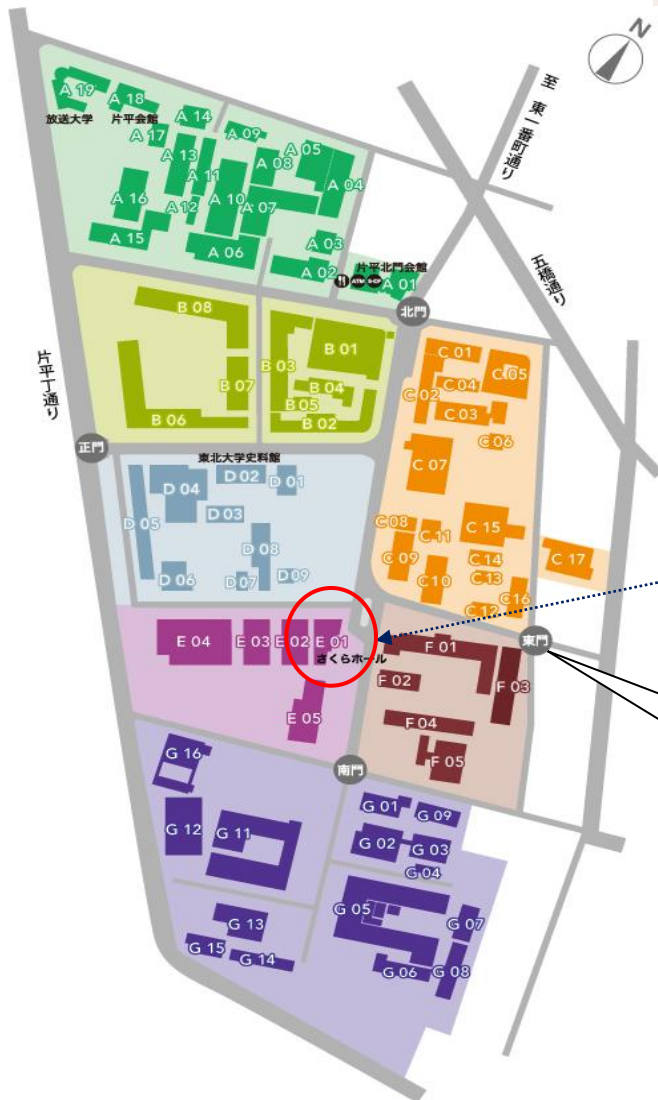 N
至 東一番町通り
五橋通り
片平丁通り
A 19
A 18
放送大学
片平会館
A 14
A 17
A 09
A 05
A 13
A 08
A 04
A 11
A 16
A 10
A 12
A 07
A 15
A 06
A 03
A 02
片平北門会館
ATM
SHOP
A 01
北門
B 08
B 03
B 01
B 07
B 04
B 05
B 06
B 02
正門
C 01
C 05
C 04
C 02
C 03
C 06
C 07
C 08
C 11
C 15
C 09
C 14
C 17
C 10
C 13
C 16
C 12
東門
東北大学史料館
D 02
D 01
D 04
D 03
D 05
D 08
D 06
D 07
D 09
E 04
E 03
E 02
E 01
さくらホール
E 05
F 01
F 02
F 03
F 04
F 05
南門
G 16
G 01
G 09
G 12
G 11
G 02
G 03
G 04
G 05
G 13
G 07
G 15
G 14
G 06
G 08